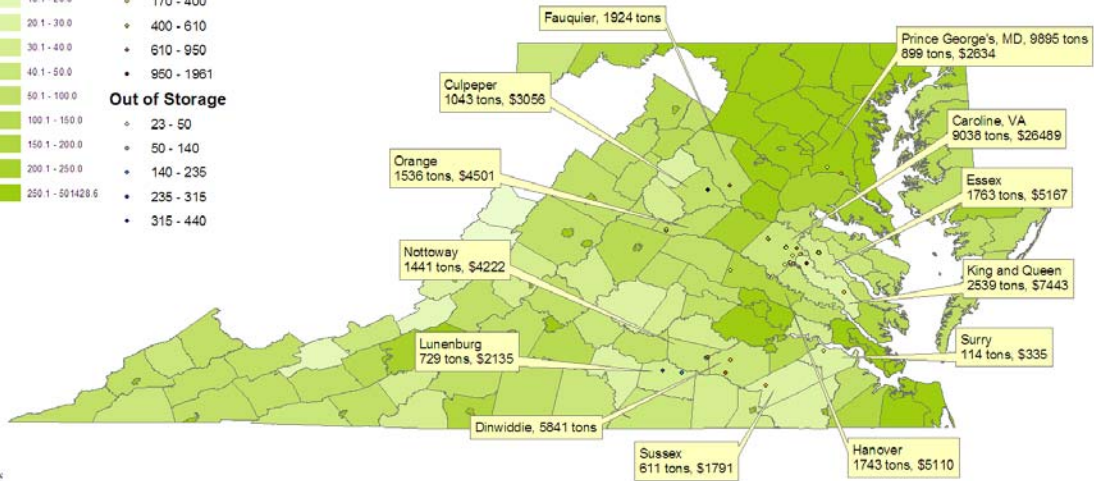 170 - 400
20.1 - 30.0
400 - 610
30.1 - 40.0
610 - 950
40.1 - 50.0
950 - 1961
50.1 - 100.0
100.1 - 150.0
150.1 - 200.0
200.1 - 250.0
250.1 - 501428.6
Out of Storage
23 - 50
50 - 140
140 - 235
235 - 315
315 - 440
Fauquier, 1924 tons
Prince George's, MD, 9895 tons
899 tons, $2634
Culpeper
1043 tons, $3056
Caroline, VA
9038 tons, $26489
Orange
1536 tons, $4501
Essex
1763 tons, $5167
Nottoway
1441 tons, $4222
King and Queen
2539 tons, $7443
Lunenburg
729 tons, $2135
Surry
114 tons, $335
Dinwiddie, 5841 tons
Sussex
611 tons, $1791
Hanover
1743 tons, $5110